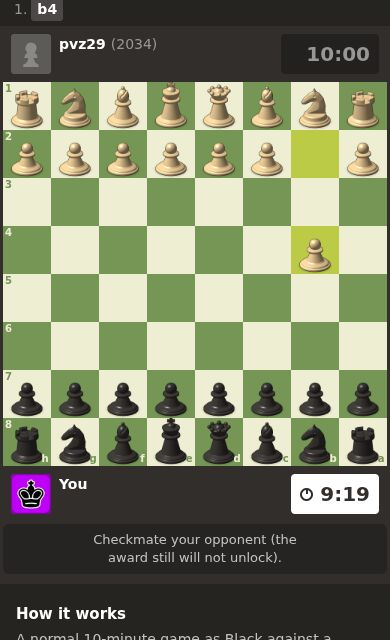 1. b4
pvz29 (2034)
10:00
1
2
3
4
5
6
7
8
h g f e d c b a
You
9:19
Checkmate your opponent (the
award still will not unlock).
How it works
A normal 10-minute game as Black against a